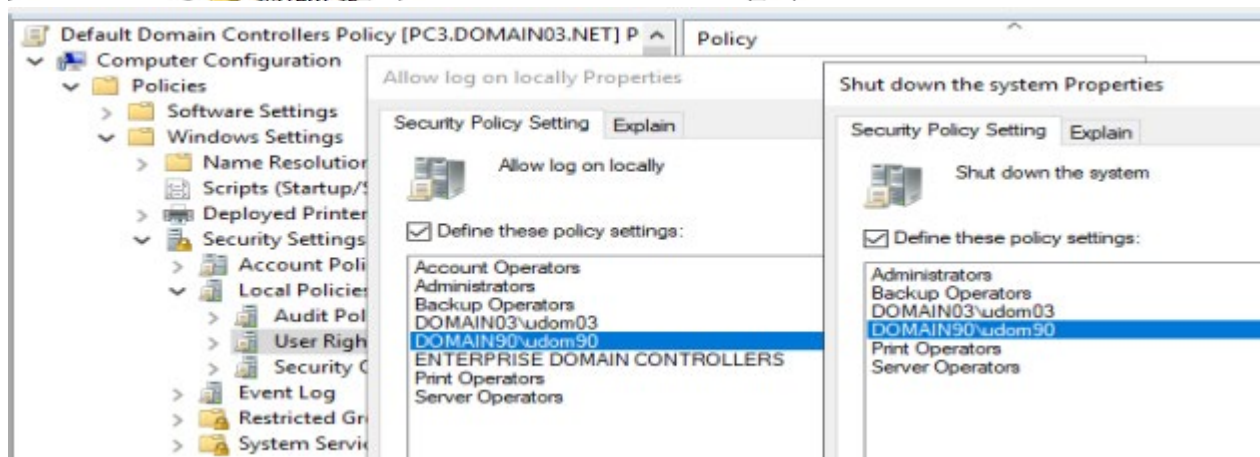 Default Domain Controllers Policy [PC3.DOMAIN03.NET] P
Computer Configuration
Policies
Software Settings
Windows Settings
Name Resolution
Scripts (Startup/S
Deployed Printer
Security Settings
Account Poli
Local Policies
Audit Pol
User Righ
Security O
Event Log
Restricted Gr
System Servi
Policy
Allow log on locally Properties
Security Policy Setting Explain
Allow log on locally
Define these policy settings:
Account Operators
Administrators
Backup Operators
DOMAIN03\udom03
DOMAIN90\udom90
ENTERPRISE DOMAIN CONTROLLERS
Print Operators
Server Operators
Shut down the system Properties
Security Policy Setting Explain
Shut down the system
Define these policy settings:
Administrators
Backup Operators
DOMAIN03\udom03
DOMAIN90\udom90
Print Operators
Server Operators